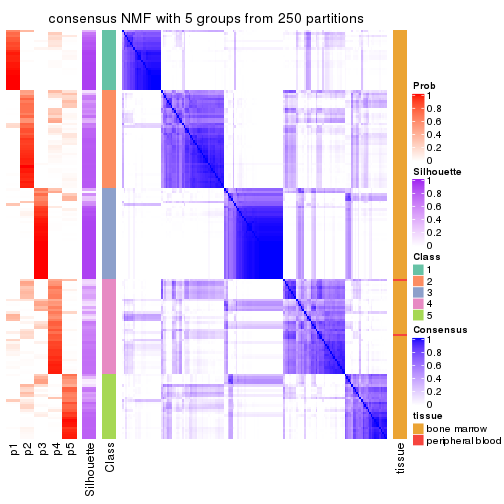 consensus NMF with 5 groups from 250 partitions
Prob
1
0.8
0.6
0.4
0.2
0
Silhouette
1
0.8
0.6
0.4
0.2
0
Class
1
2
3
4
5
Consensus
1
0.8
0.6
0.4
0.2
0
tissue
bone marrow
peripheral blood
p1
p2
p3
p4
p5
Silhouette
Class
tissue